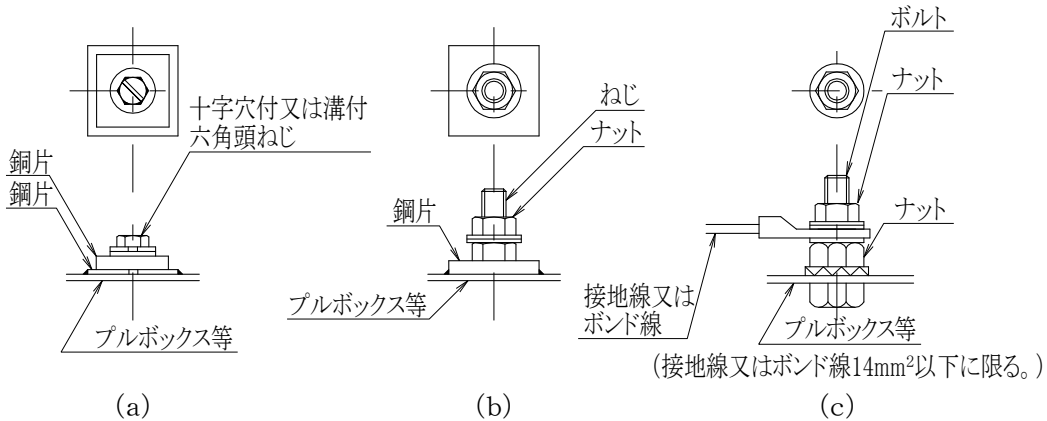 十字穴付又は溝付
六角頭ねじ
銅片
鋼片
プルボックス等
(a)
ねじ
ナット
鋼片
プルボックス等
(b)
ボルト
ナット
ナット
接地線又は
ボンド線
プルボックス等
(接地線又はボンド線14mm²以下に限る。)
(c)